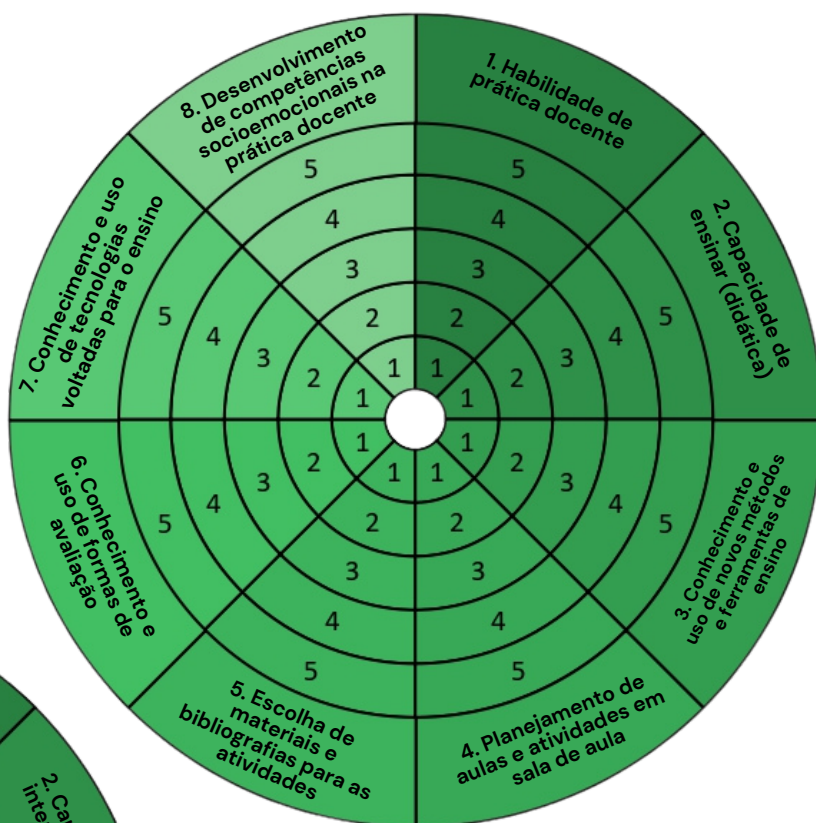 8. Desenvolvimento
de competências
socioemocionais na
prática docente
5
4
3
2
1
1. Habilidade de
prática docente
5
4
3
2
1
2. Capacidade de
ensinar (didática)
5
4
3
2
1
3. Conhecimento e
uso de novos métodos
e ferramentas de
ensino
5
4
3
2
1
4. Planejamento de
aulas e atividades em
sala de aula
5
4
3
2
1
5. Escolha de
materiais e
bibliografias para as
atividades
5
4
3
2
1
6. Conhecimento e
uso de formas de
avaliação
5
4
3
2
1
7. Conhecimento e uso
de tecnologias
voltadas para o ensino
5
4
3
2
1
2.